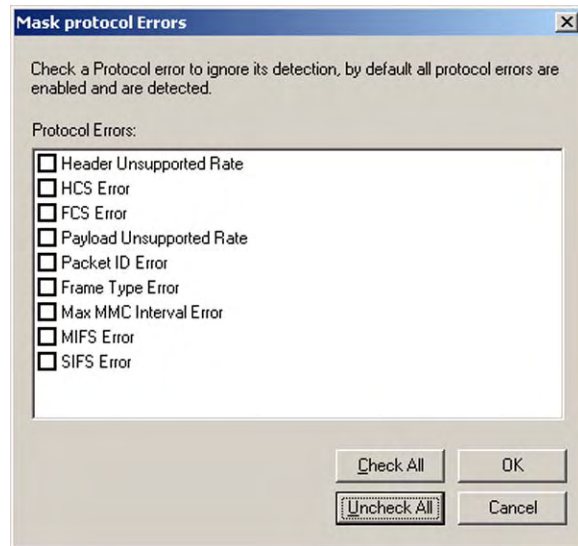 Mask protocol Errors
Check a Protocol error to ignore its detection, by default all protocol errors are
enabled and are detected.
Protocol Errors:
Header Unsupported Rate
HCS Error
FCS Error
Payload Unsupported Rate
Packet ID Error
Frame Type Error
Max MMC Interval Error
MIFS Error
SIFS Error
Check All
OK
Uncheck All
Cancel